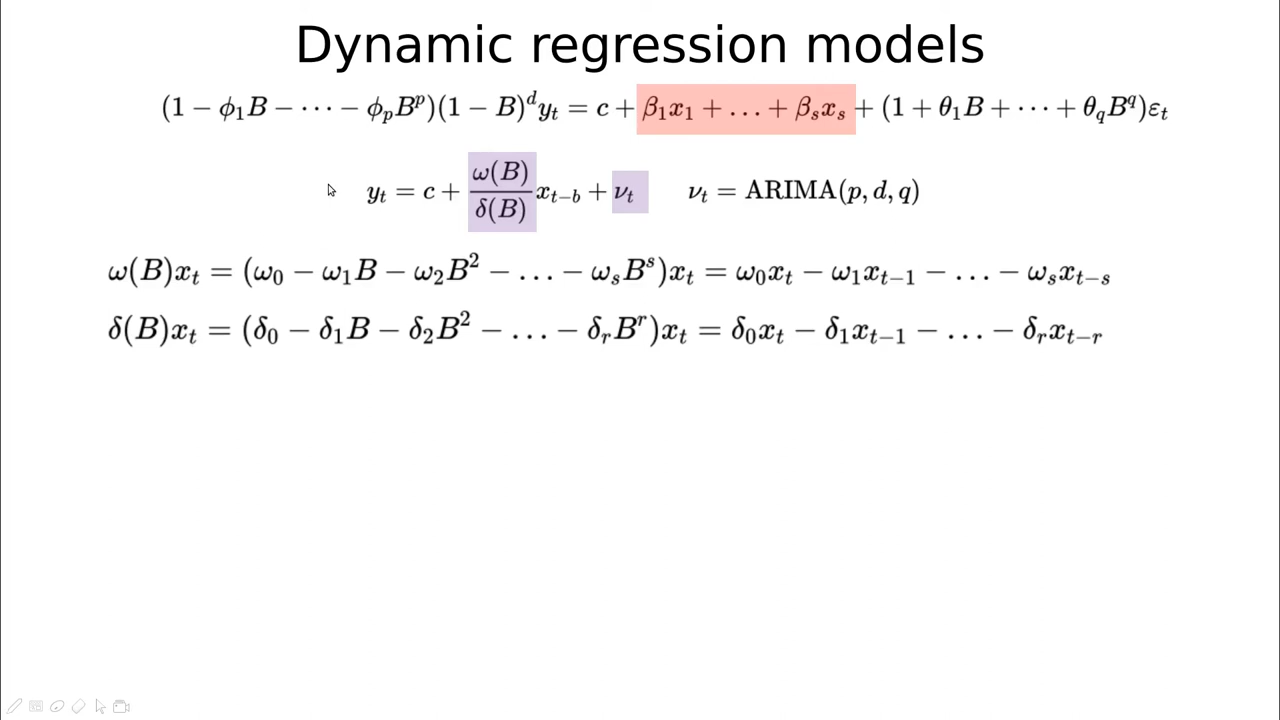 Dynamic regression models
(1 − ϕ₁B − ⋯ − ϕₚBᵖ)(1 − B)ᵈyₜ = c + β₁x₁ + … + βₛxₛ + (1 + θ₁B + ⋯ + θ_qB^q)εₜ
yₜ = c + ω(B)/δ(B) xₜ₋b + νₜ    νₜ = ARIMA(p, d, q)
ω(B)xₜ = (ω₀ − ω₁B − ω₂B² − … − ωₛBˢ)xₜ = ω₀xₜ − ω₁xₜ₋₁ − … − ωₛxₜ₋ₛ
δ(B)xₜ = (δ₀ − δ₁B − δ₂B² − … − δᵣBʳ)xₜ = δ₀xₜ − δ₁xₜ₋₁ − … − δᵣxₜ₋ᵣ